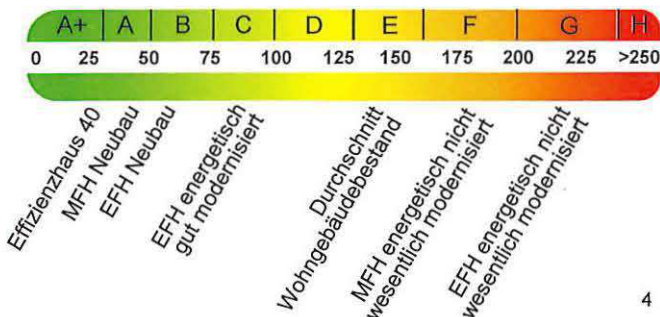 A+ A B C D E F G H
0 25 50 75 100 125 150 175 200 225 >250
Effizienzhaus 40
MFH Neubau
EFH Neubau
EFH energetisch
gut modernisiert
Durchschnitt
Wohngebäudebestand
MFH energetisch nicht
wesentlich modernisiert
EFH energetisch nicht
wesentlich modernisiert
4